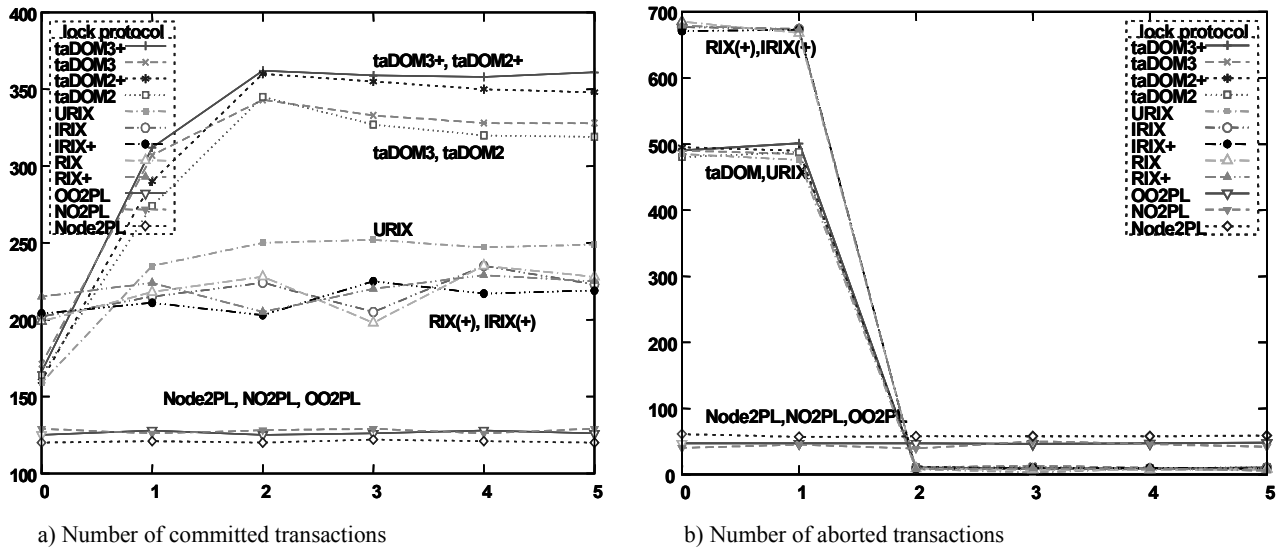 400
350
300
250
200
150
100
0
1
2
3
4
5
lock protocol
taDOM3+
taDOM3
taDOM2+
taDOM2
URIX
IRIX
IRIX+
RIX
RIX+
OO2PL
NO2PL
Node2PL
taDOM3+, taDOM2+
taDOM3, taDOM2
URIX
RIX(+), IRIX(+)
Node2PL, NO2PL, OO2PL
a) Number of committed transactions
700
600
500
400
300
200
100
0
0
1
2
3
4
5
lock protocol
taDOM3+
taDOM3
taDOM2+
taDOM2
URIX
IRIX
IRIX+
RIX
RIX+
OO2PL
NO2PL
Node2PL
RIX(+),IRIX(+)
taDOM,URIX
Node2PL,NO2PL,OO2PL
b) Number of aborted transactions